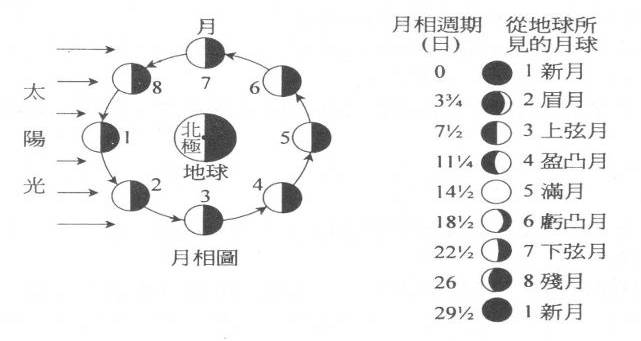 月
太
陽
光
8
7
6
1
5
2
3
4
北
極
地球
月相圖
月相週期
(日)
從地球所
見的月球
0 1 新月
3¾ 2 眉月
7½ 3 上弦月
11¼ 4 盈凸月
14½ 5 滿月
18½ 6 虧凸月
22½ 7 下弦月
26 8 殘月
29½ 1 新月